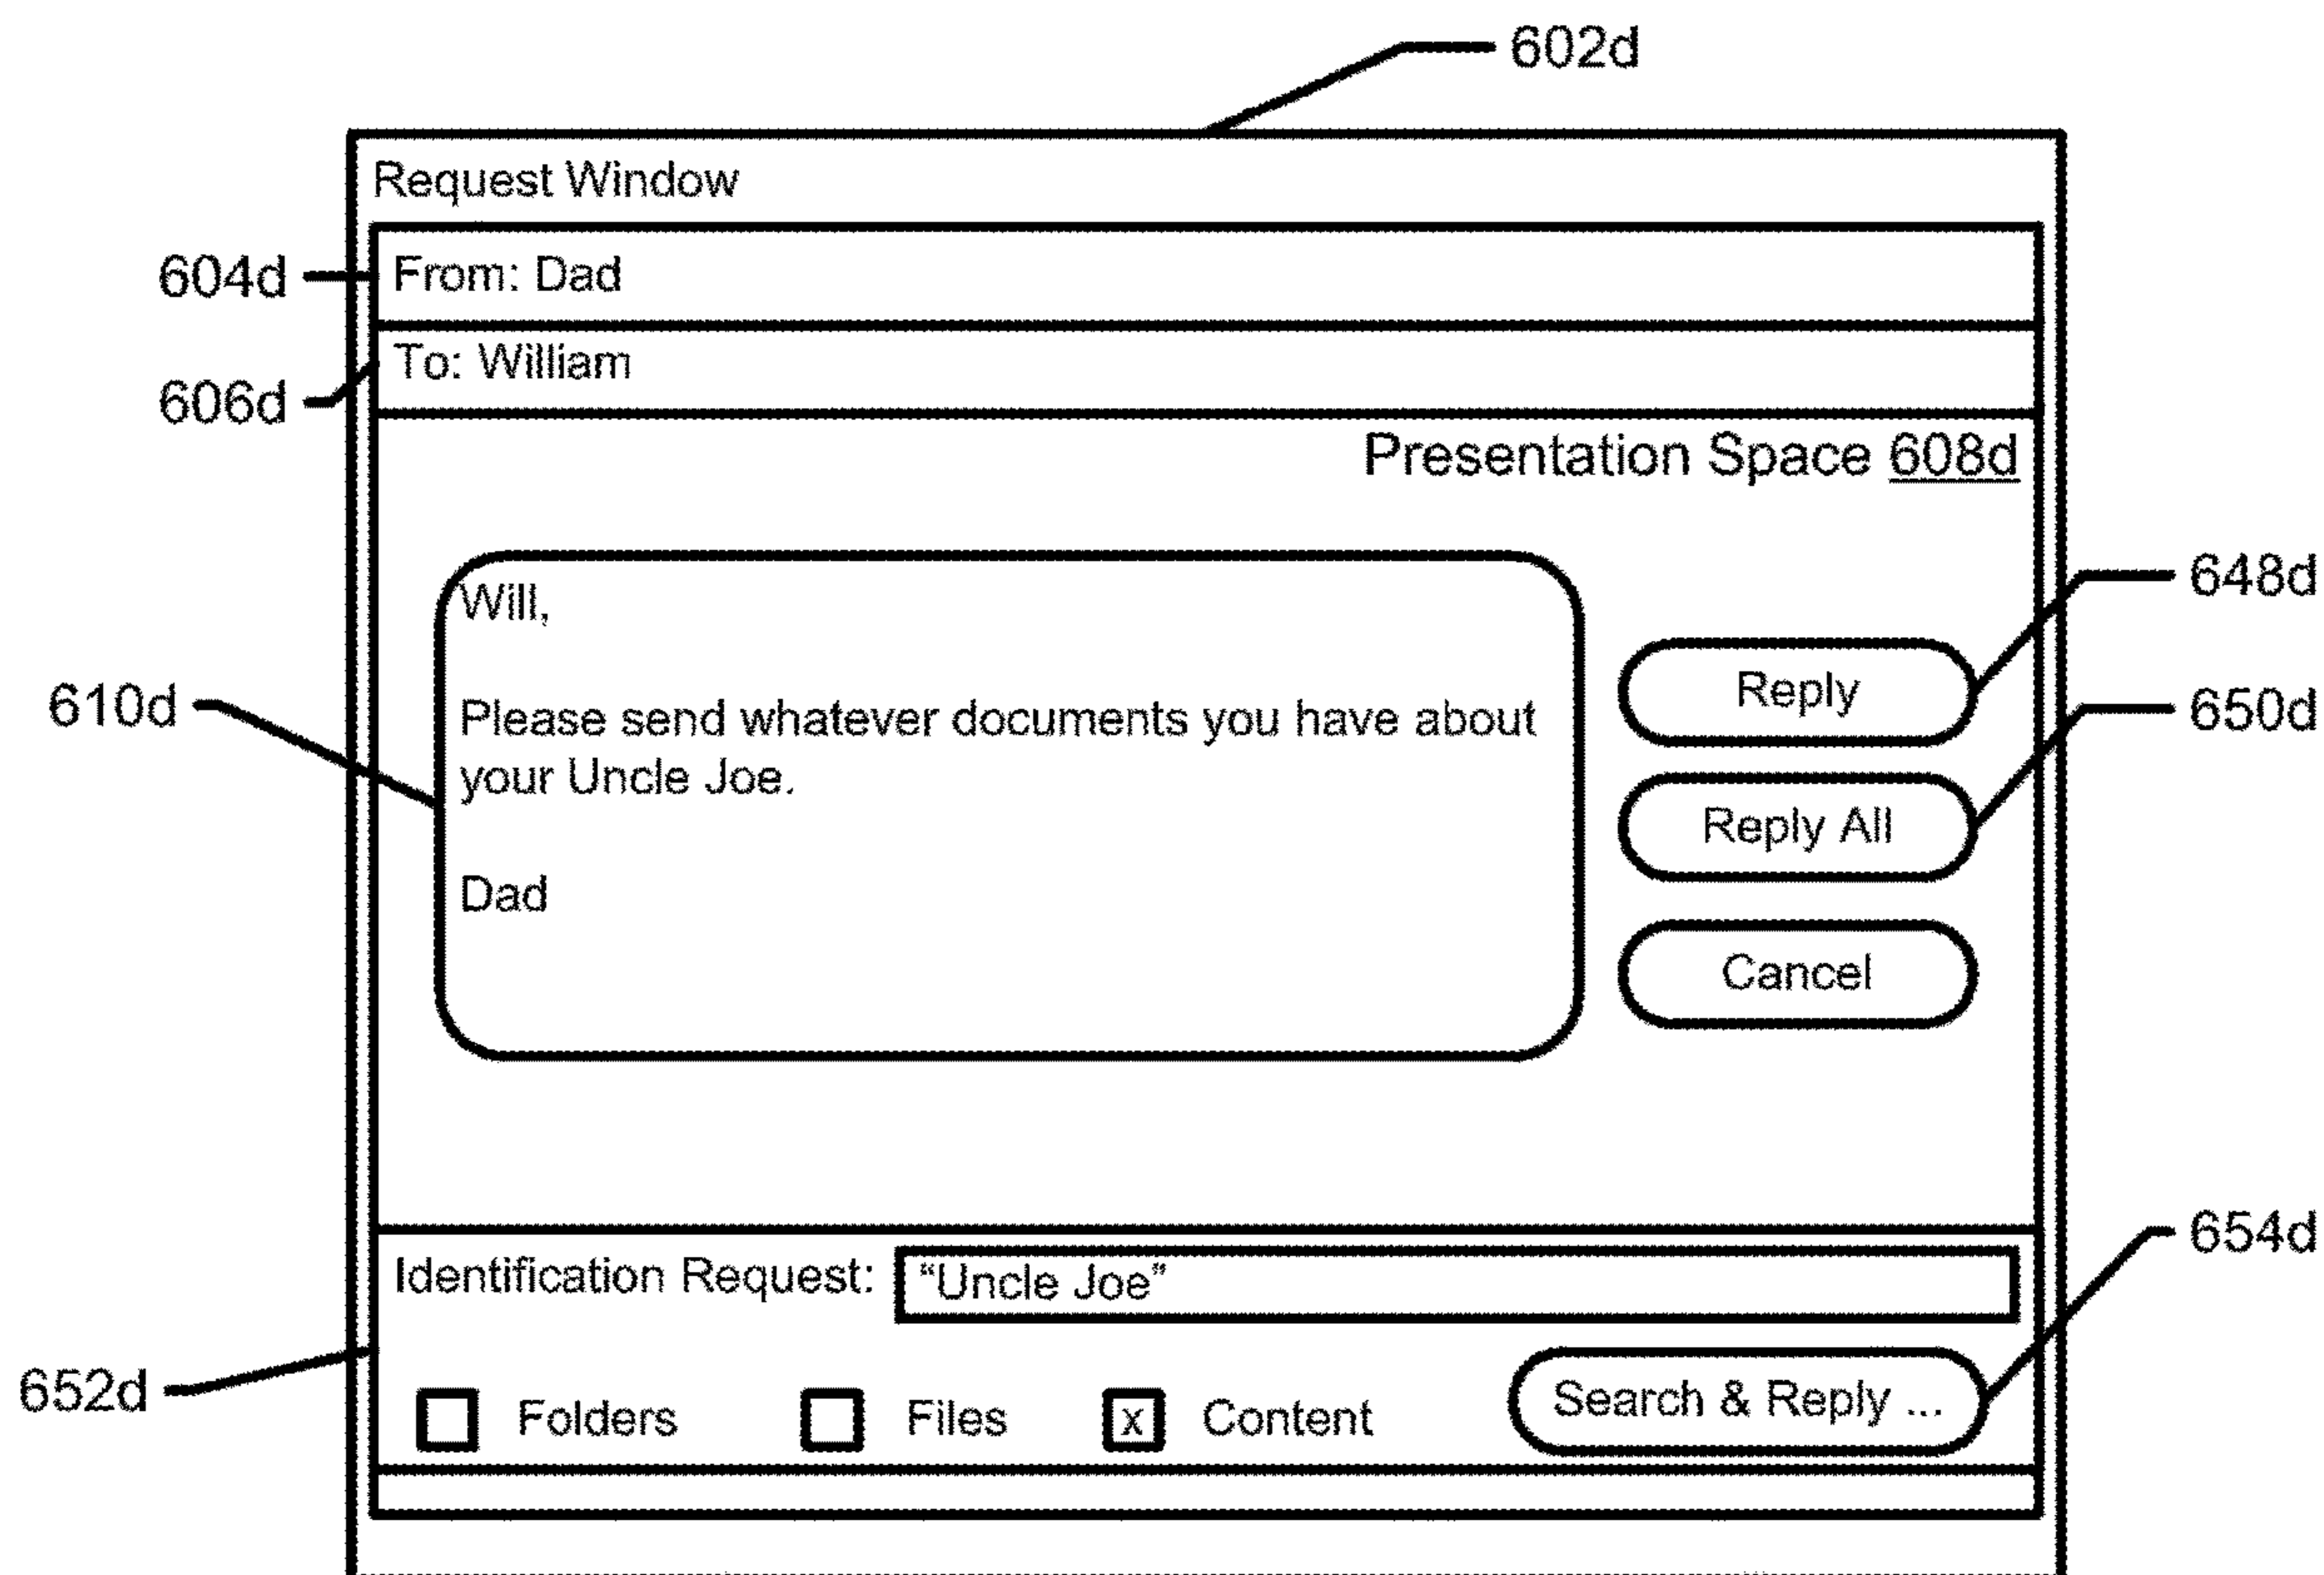 602d
Request Window
604d
From: Dad
To: William
606d
Presentation Space 608d
Will,
648d
Reply
610d
Please send whatever documents you have about
650d
your Uncle Joe.
Reply All
Dad
Cancel
654d
Identification Request: "Uncle Joe"
652d
Folders
Files
x Content
Search & Reply ...